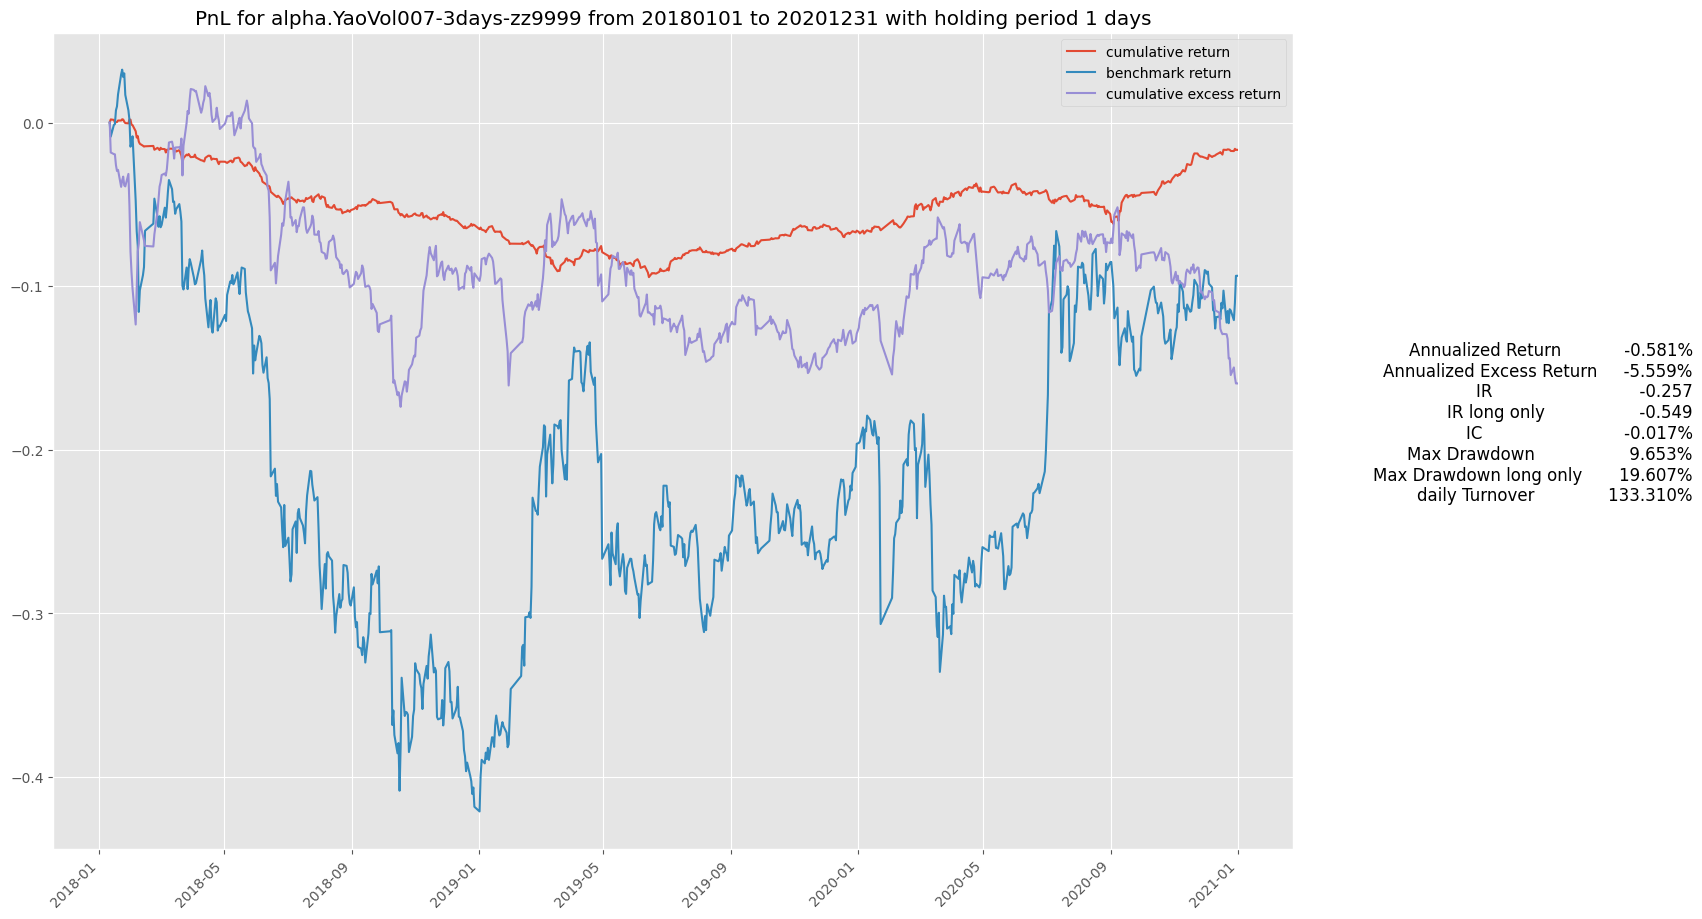 PnL for alpha.YaoVol007-3days-zz9999 from 20180101 to 20201231 with holding period 1 days
cumulative return
benchmark return
cumulative excess return
0.0
−0.1
−0.2
−0.3
−0.4
Annualized Return -0.581%
Annualized Excess Return -5.559%
IR -0.257
IR long only -0.549
IC -0.017%
Max Drawdown 9.653%
Max Drawdown long only 19.607%
daily Turnover 133.310%
2018-01
2018-05
2018-09
2019-01
2019-05
2019-09
2020-01
2020-05
2020-09
2021-01